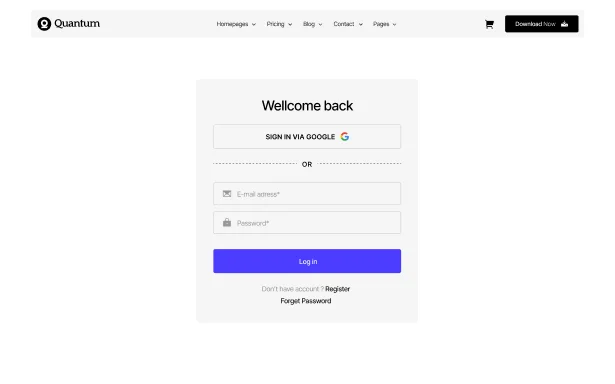 Quantum
Homepages Pricing Blog Contact Pages
Download Now
Wellcome back
SIGN IN VIA GOOGLE
OR
E-mail adress*
Password*
Log in
Don't have account ? Register
Forget Password